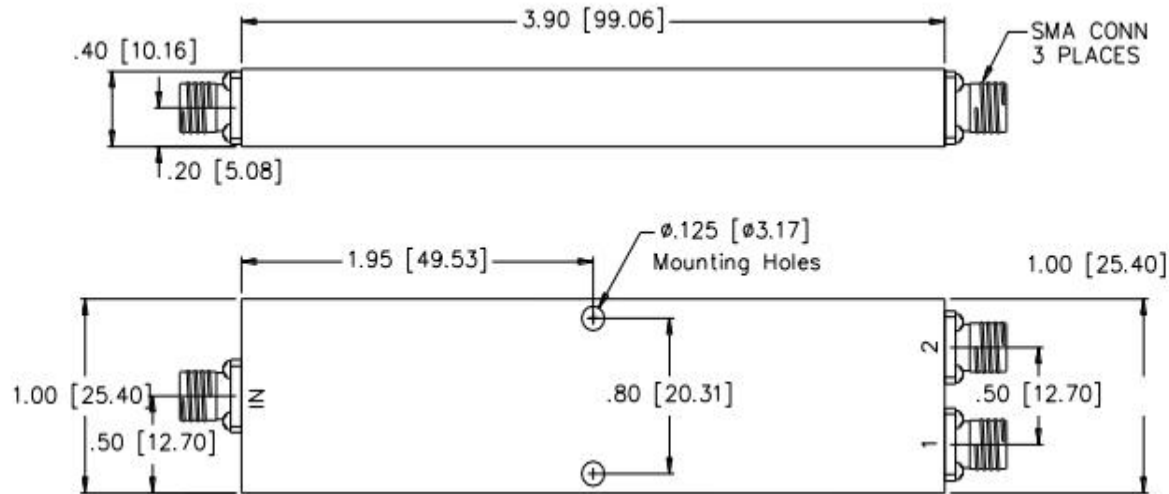 3.90 [99.06]
SMA CONN
3 PLACES
.40 [10.16]
.20 [5.08]
ø.125 [ø3.17]
Mounting Holes
1.95 [49.53]
1.00 [25.40]
2
1.00 [25.40]
IN
.80 [20.31]
.50 [12.70]
.50 [12.70]
1